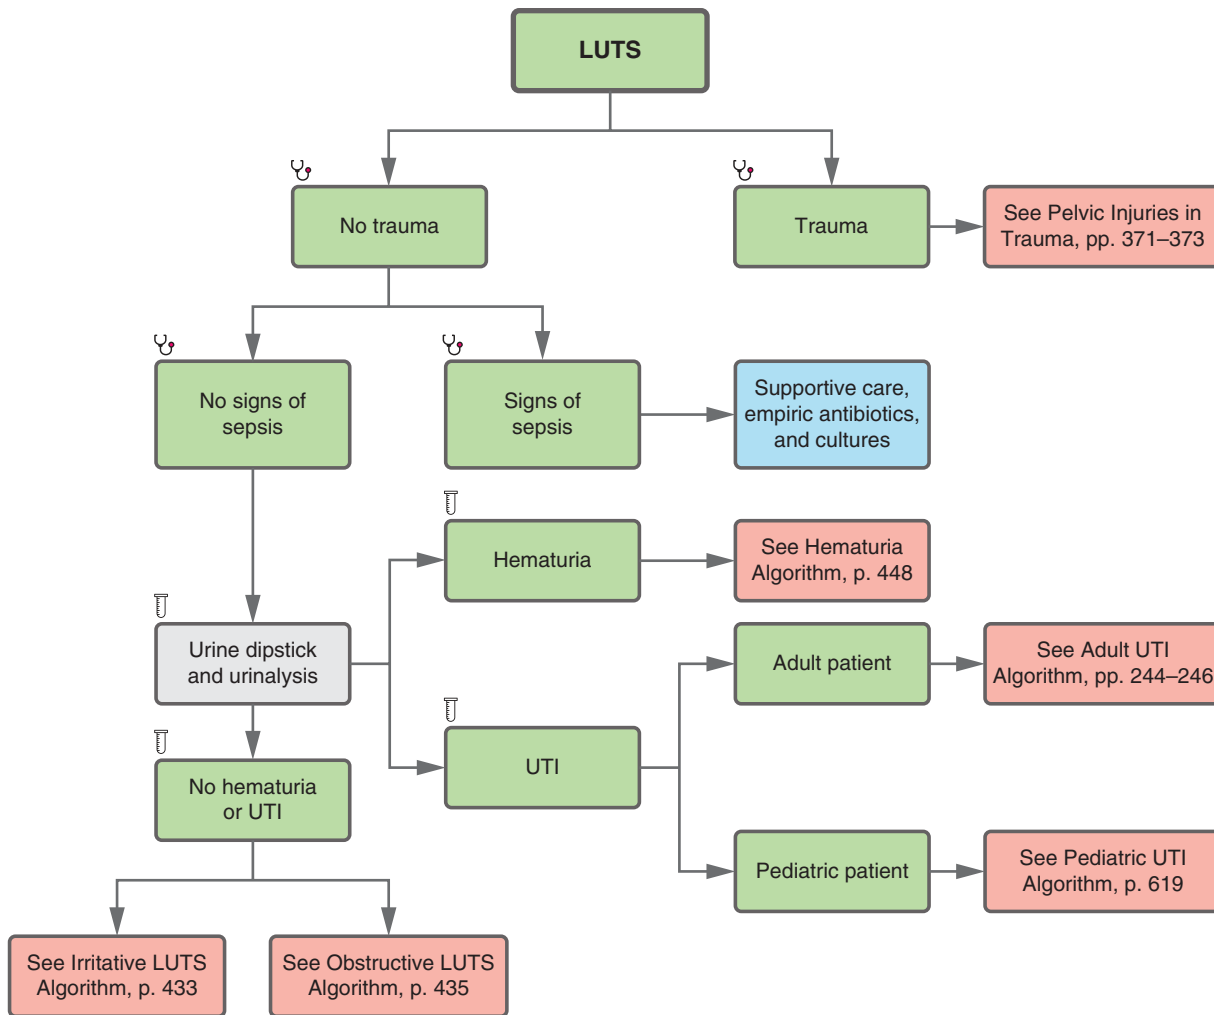 LUTS
No trauma
Trauma
See Pelvic Injuries in
Trauma, pp. 371–373
No signs of
sepsis
Signs of
sepsis
Supportive care,
empiric antibiotics,
and cultures
Hematuria
See Hematuria
Algorithm, p. 448
Urine dipstick
and urinalysis
Adult patient
See Adult UTI
Algorithm, pp. 244–246
UTI
No hematuria
or UTI
Pediatric patient
See Pediatric UTI
Algorithm, p. 619
See Irritative LUTS
Algorithm, p. 433
See Obstructive LUTS
Algorithm, p. 435